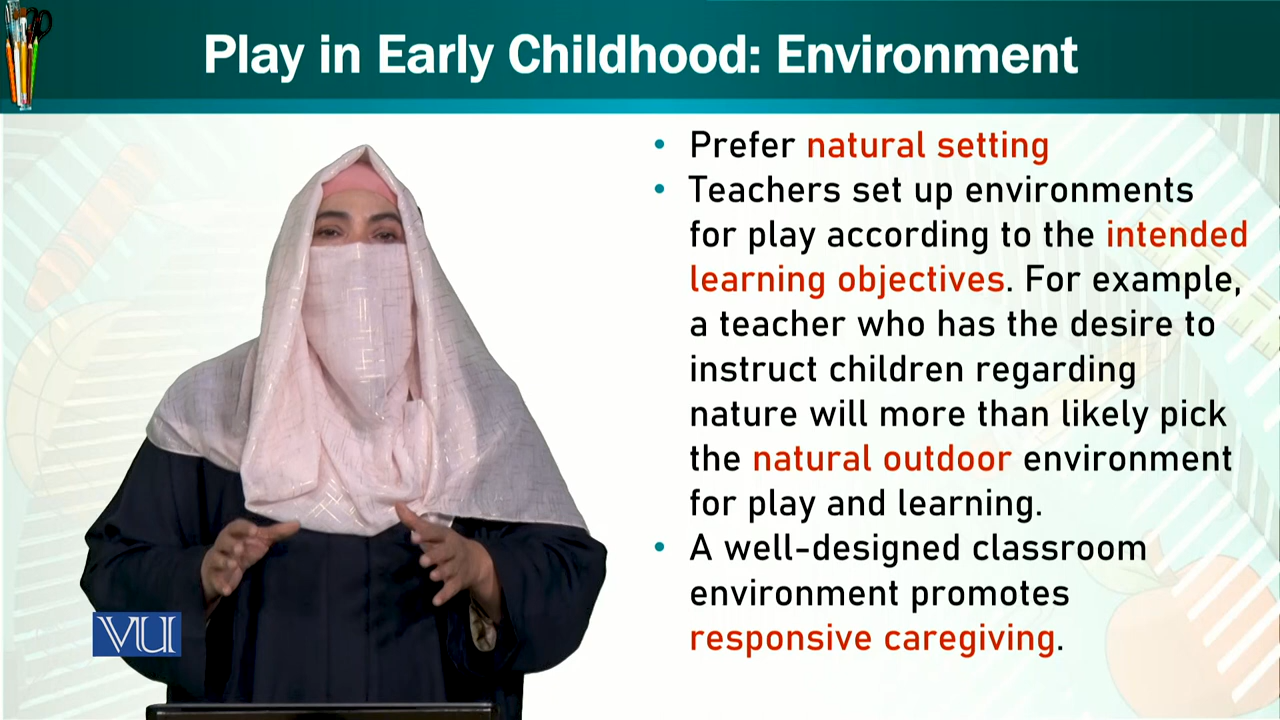 Play in Early Childhood: Environment
• Prefer natural setting
• Teachers set up environments
for play according to the intended
learning objectives. For example,
a teacher who has the desire to
instruct children regarding
nature will more than likely pick
the natural outdoor environment
for play and learning.
• A well-designed classroom
environment promotes
responsive caregiving.
VU